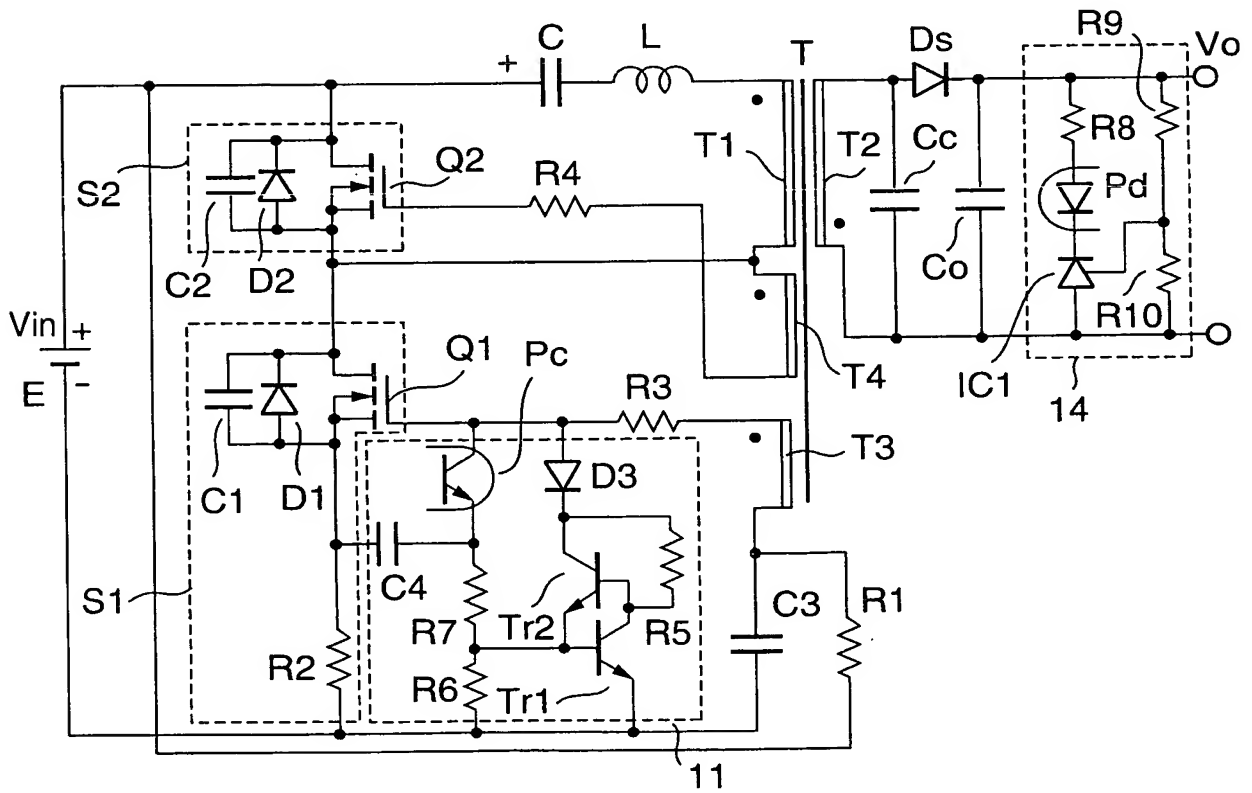 R9
C
L
T
Ds
Vo
+
R8
Q2
T1
T2
Cc
S2
R4
Pd
C2
D2
Co
R10
Vin
+
Q1
Pc
E
-
T4
IC1
14
R3
T3
D3
C1
D1
C4
C3
R1
S1
R7
Tr2
R5
R2
R6
Tr1
11